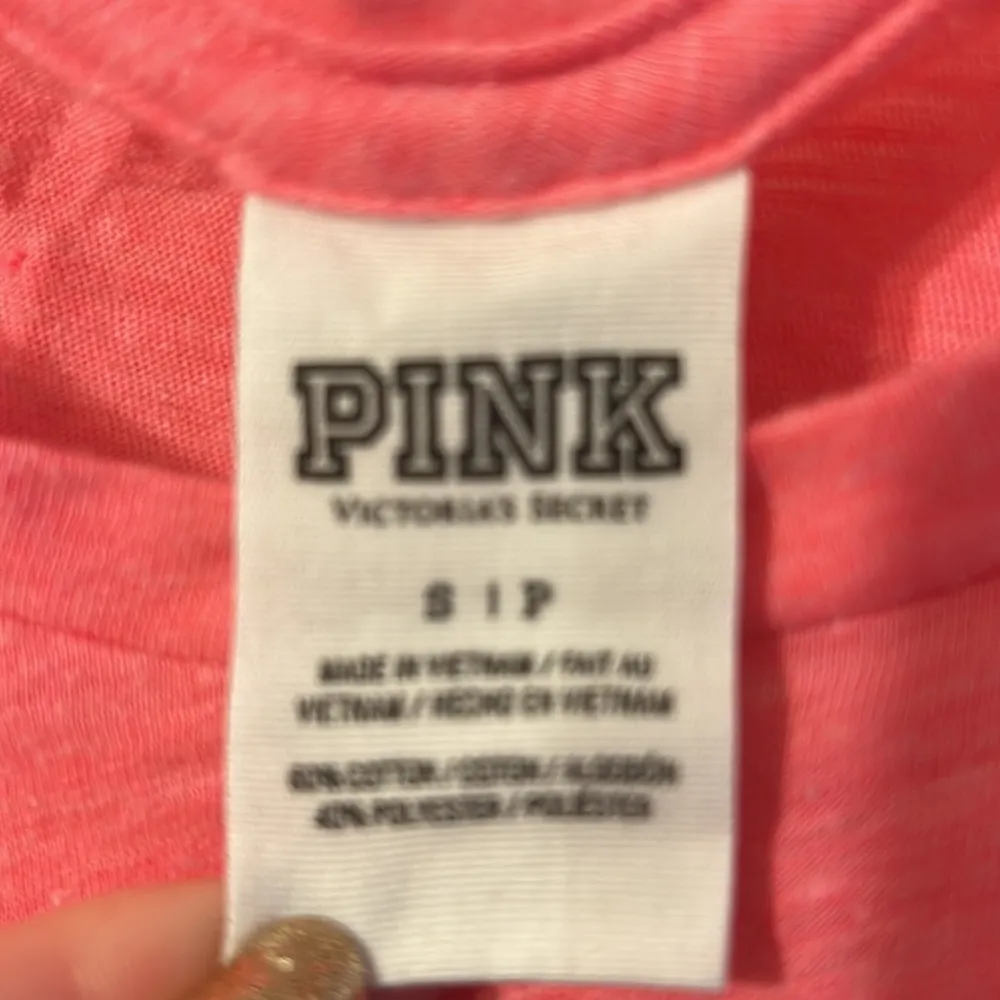 PINK
VICTORIA'S SECRET
S | P
MADE IN VIETNAM / FAIT AU
VIETNAM / HECHO EN VIETNAM
60% COTTON / COTON / ALGODÓN
40% POLYESTER / POLIÉSTER